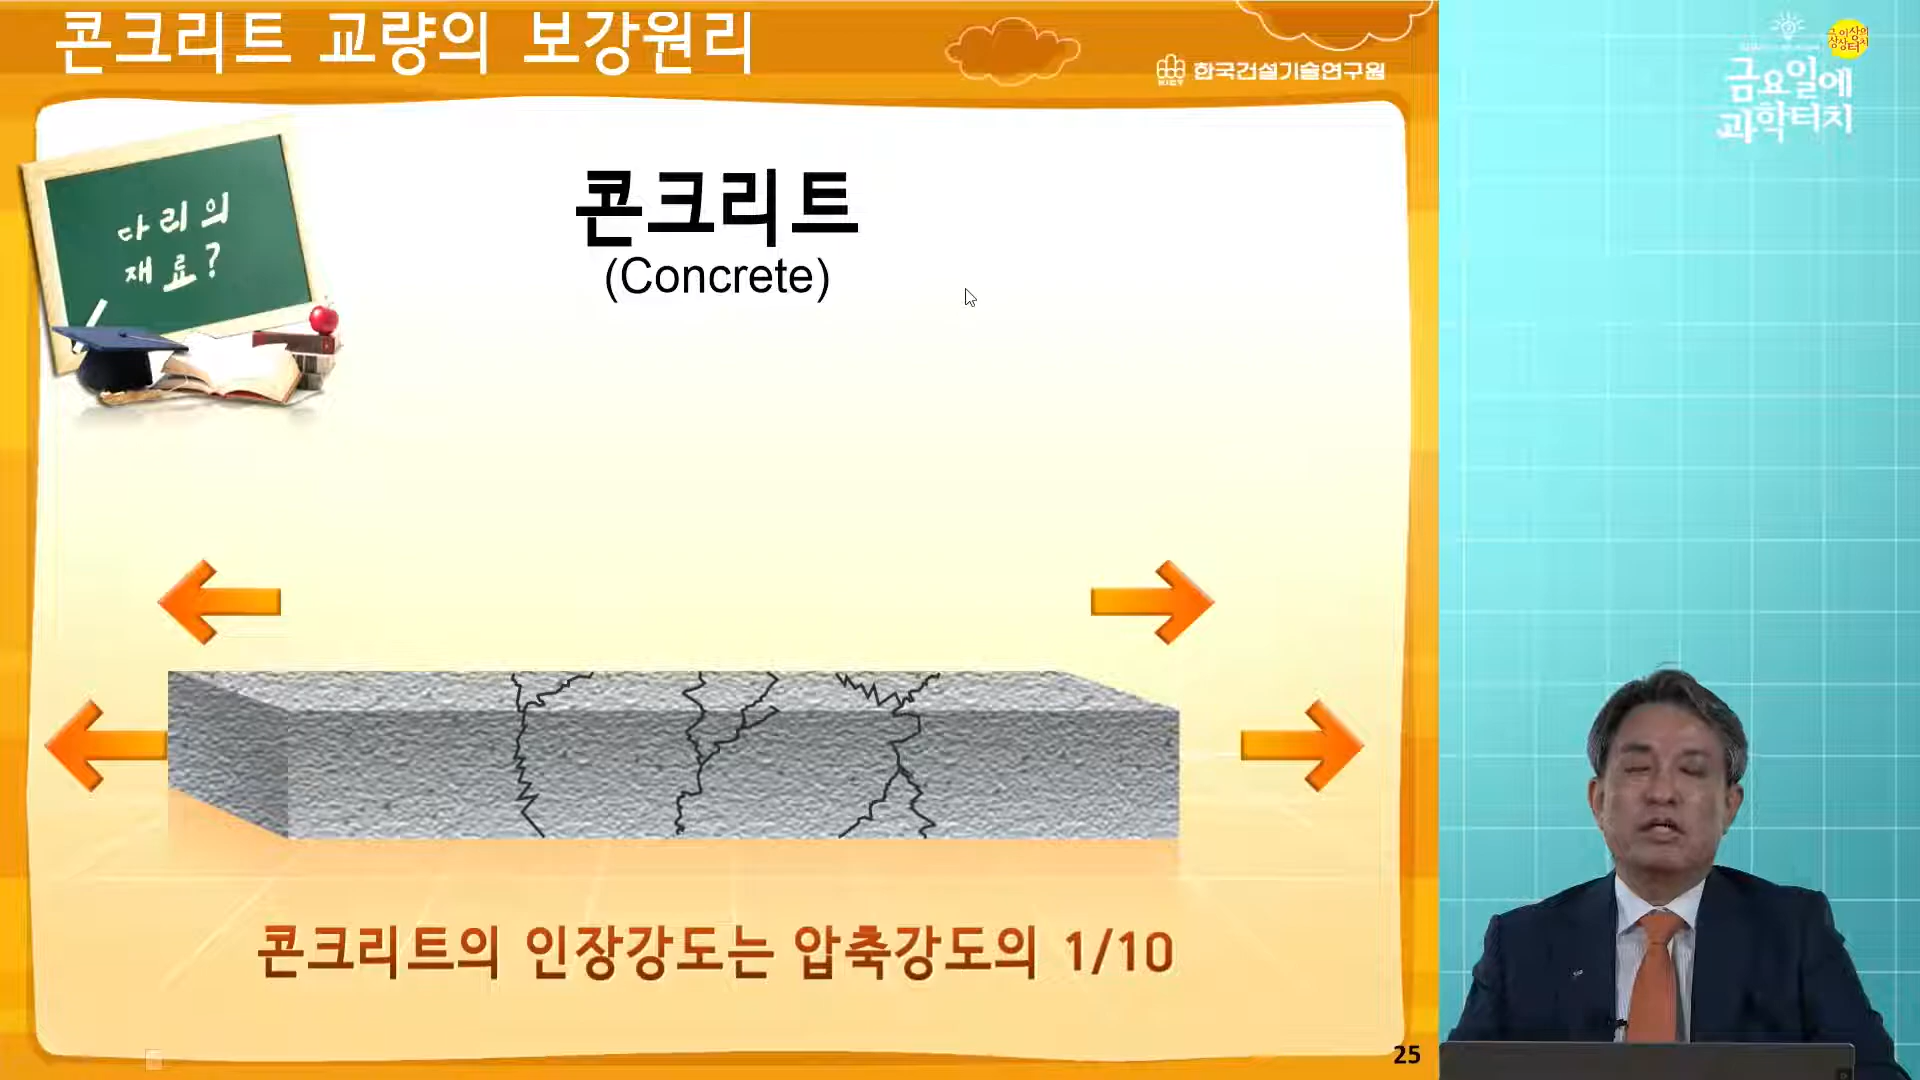 콘크리트 교량의 보강원리
KICT 한국건설기술연구원
금요일에
과학터치
다리의
재료?
콘크리트
(Concrete)
콘크리트의 인장강도는 압축강도의 1/10
25